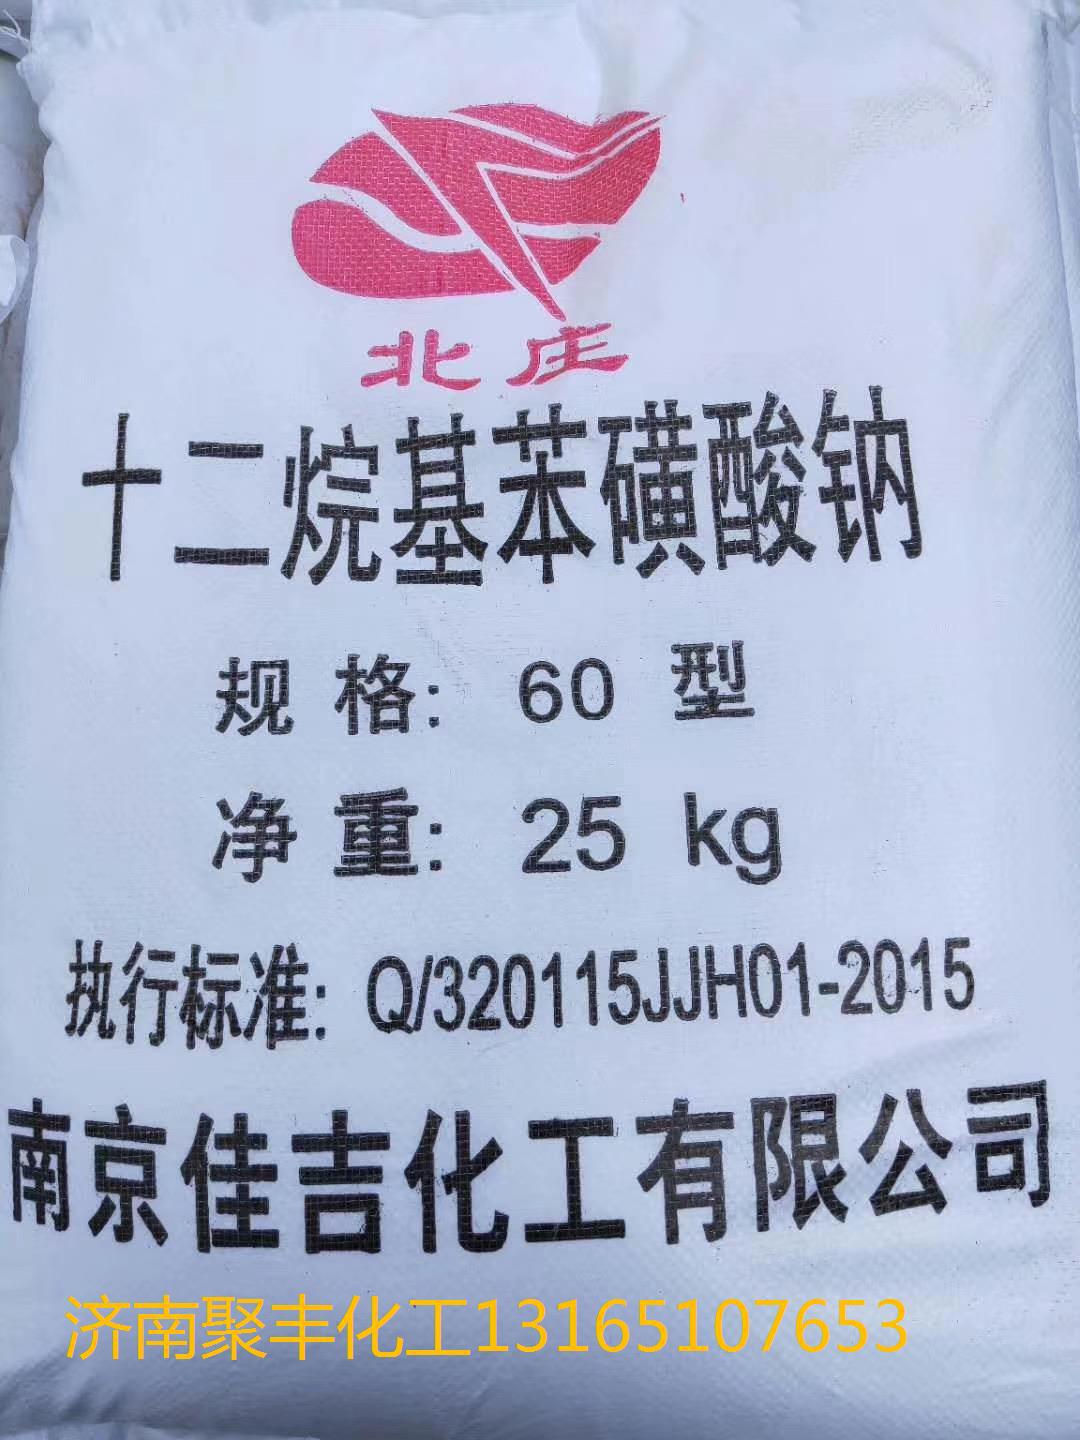 北庄
十二烷基苯磺酸钠
规格: 60 型
净重: 25 kg
执行标准: Q/320115JJH01-2015
南京佳吉化工有限公司
济南聚丰化工13165107653